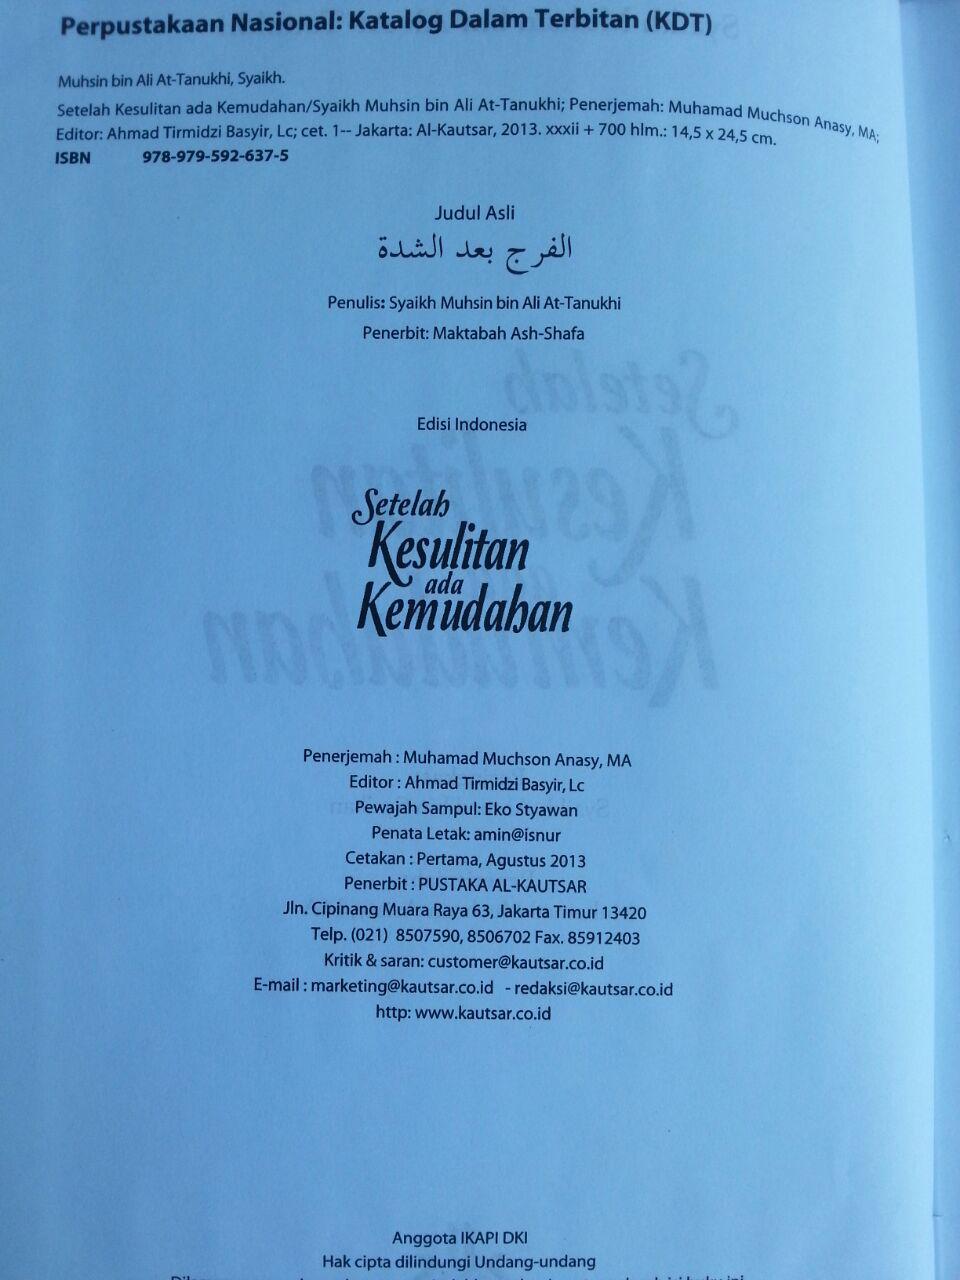 Perpustakaan Nasional: Katalog Dalam Terbitan (KDT)
Muhsin bin Ali At-Tanukhi, Syaikh.
Setelah Kesulitan ada Kemudahan/Syaikh Muhsin bin Ali At-Tanukhi; Penerjemah: Muhamad Muchson Anasy, MA;
Editor: Ahmad Tirmidzi Basyir, Lc; cet. 1-- Jakarta: Al-Kautsar, 2013. xxxii + 700 hlm.: 14,5 x 24,5 cm.
ISBN 978-979-592-637-5
Judul Asli
الفرج بعد الشدة
Penulis: Syaikh Muhsin bin Ali At-Tanukhi
Penerbit: Maktabah Ash-Shafa
Edisi Indonesia
Setelah
Kesulitan
ada
Kemudahan
Penerjemah : Muhamad Muchson Anasy, MA
Editor : Ahmad Tirmidzi Basyir, Lc
Pewajah Sampul: Eko Styawan
Penata Letak: amin@isnur
Cetakan : Pertama, Agustus 2013
Penerbit : PUSTAKA AL-KAUTSAR
Jln. Cipinang Muara Raya 63, Jakarta Timur 13420
Telp. (021) 8507590, 8506702 Fax. 85912403
Kritik & saran: customer@kautsar.co.id
E-mail : marketing@kautsar.co.id - redaksi@kautsar.co.id
http: www.kautsar.co.id
Anggota IKAPI DKI
Hak cipta dilindungi Undang-undang